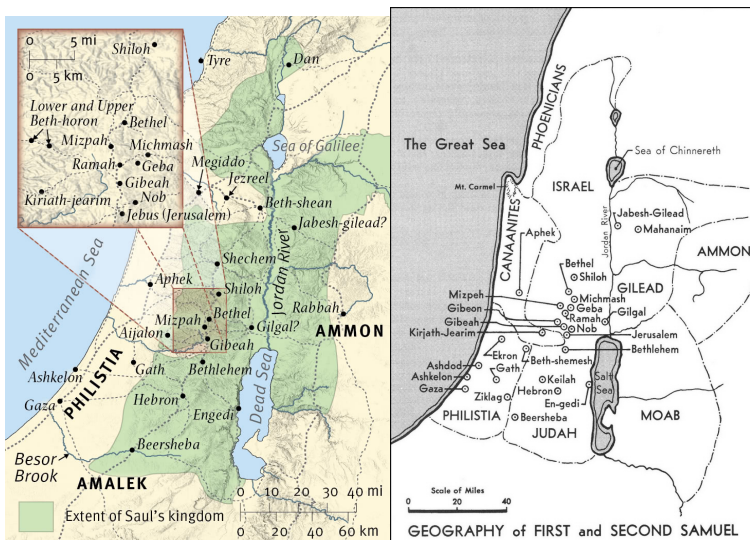 0 5 mi
0 5 km
Shiloh
Lower and Upper
Beth-horon
Bethel
Mizpah
Michmash
Ramah
Geba
Gibeah
Kiriath-jearim
Nob
Jebus (Jerusalem)
Tyre
Dan
Sea of Galilee
Megiddo
Jezreel
Beth-shean
Jabesh-gilead?
Mediterranean Sea
Jordan River
Shechem
Aphek
Shiloh
Rabbah
Mizpah
Bethel
Gilgal?
AMMON
Aijalon
Gibeah
PHILISTIA
Gath
Bethlehem
Ashkelon
Hebron
Dead Sea
Gaza
Engedi
Beersheba
Besor
Brook
AMALEK
Extent of Saul's kingdom
0 20 40 mi
0 20 40 60 km
The Great Sea
PHOENICIANS
Sea of Chinnereth
Mt. Carmel
ISRAEL
CANAANITES
Jordan River
Jabesh-Gilead
Mahanaim
Aphek
AMMON
Bethel
Shiloh
GILEAD
Mizpeh
Michmash
Gibeon
Geba
Gilgal
Gibeah
Ramah
Kirjath-Jearim
Nob
Jerusalem
Bethlehem
Ekron
Beth-shemesh
Ashdod
Gath
Ashkelon
Keilah
Salt
Sea
Gaza
Ziklag
Hebron
En-gedi
PHILISTIA
Beersheba
MOAB
JUDAH
Scale of Miles
0 20 40
GEOGRAPHY of FIRST and SECOND SAMUEL